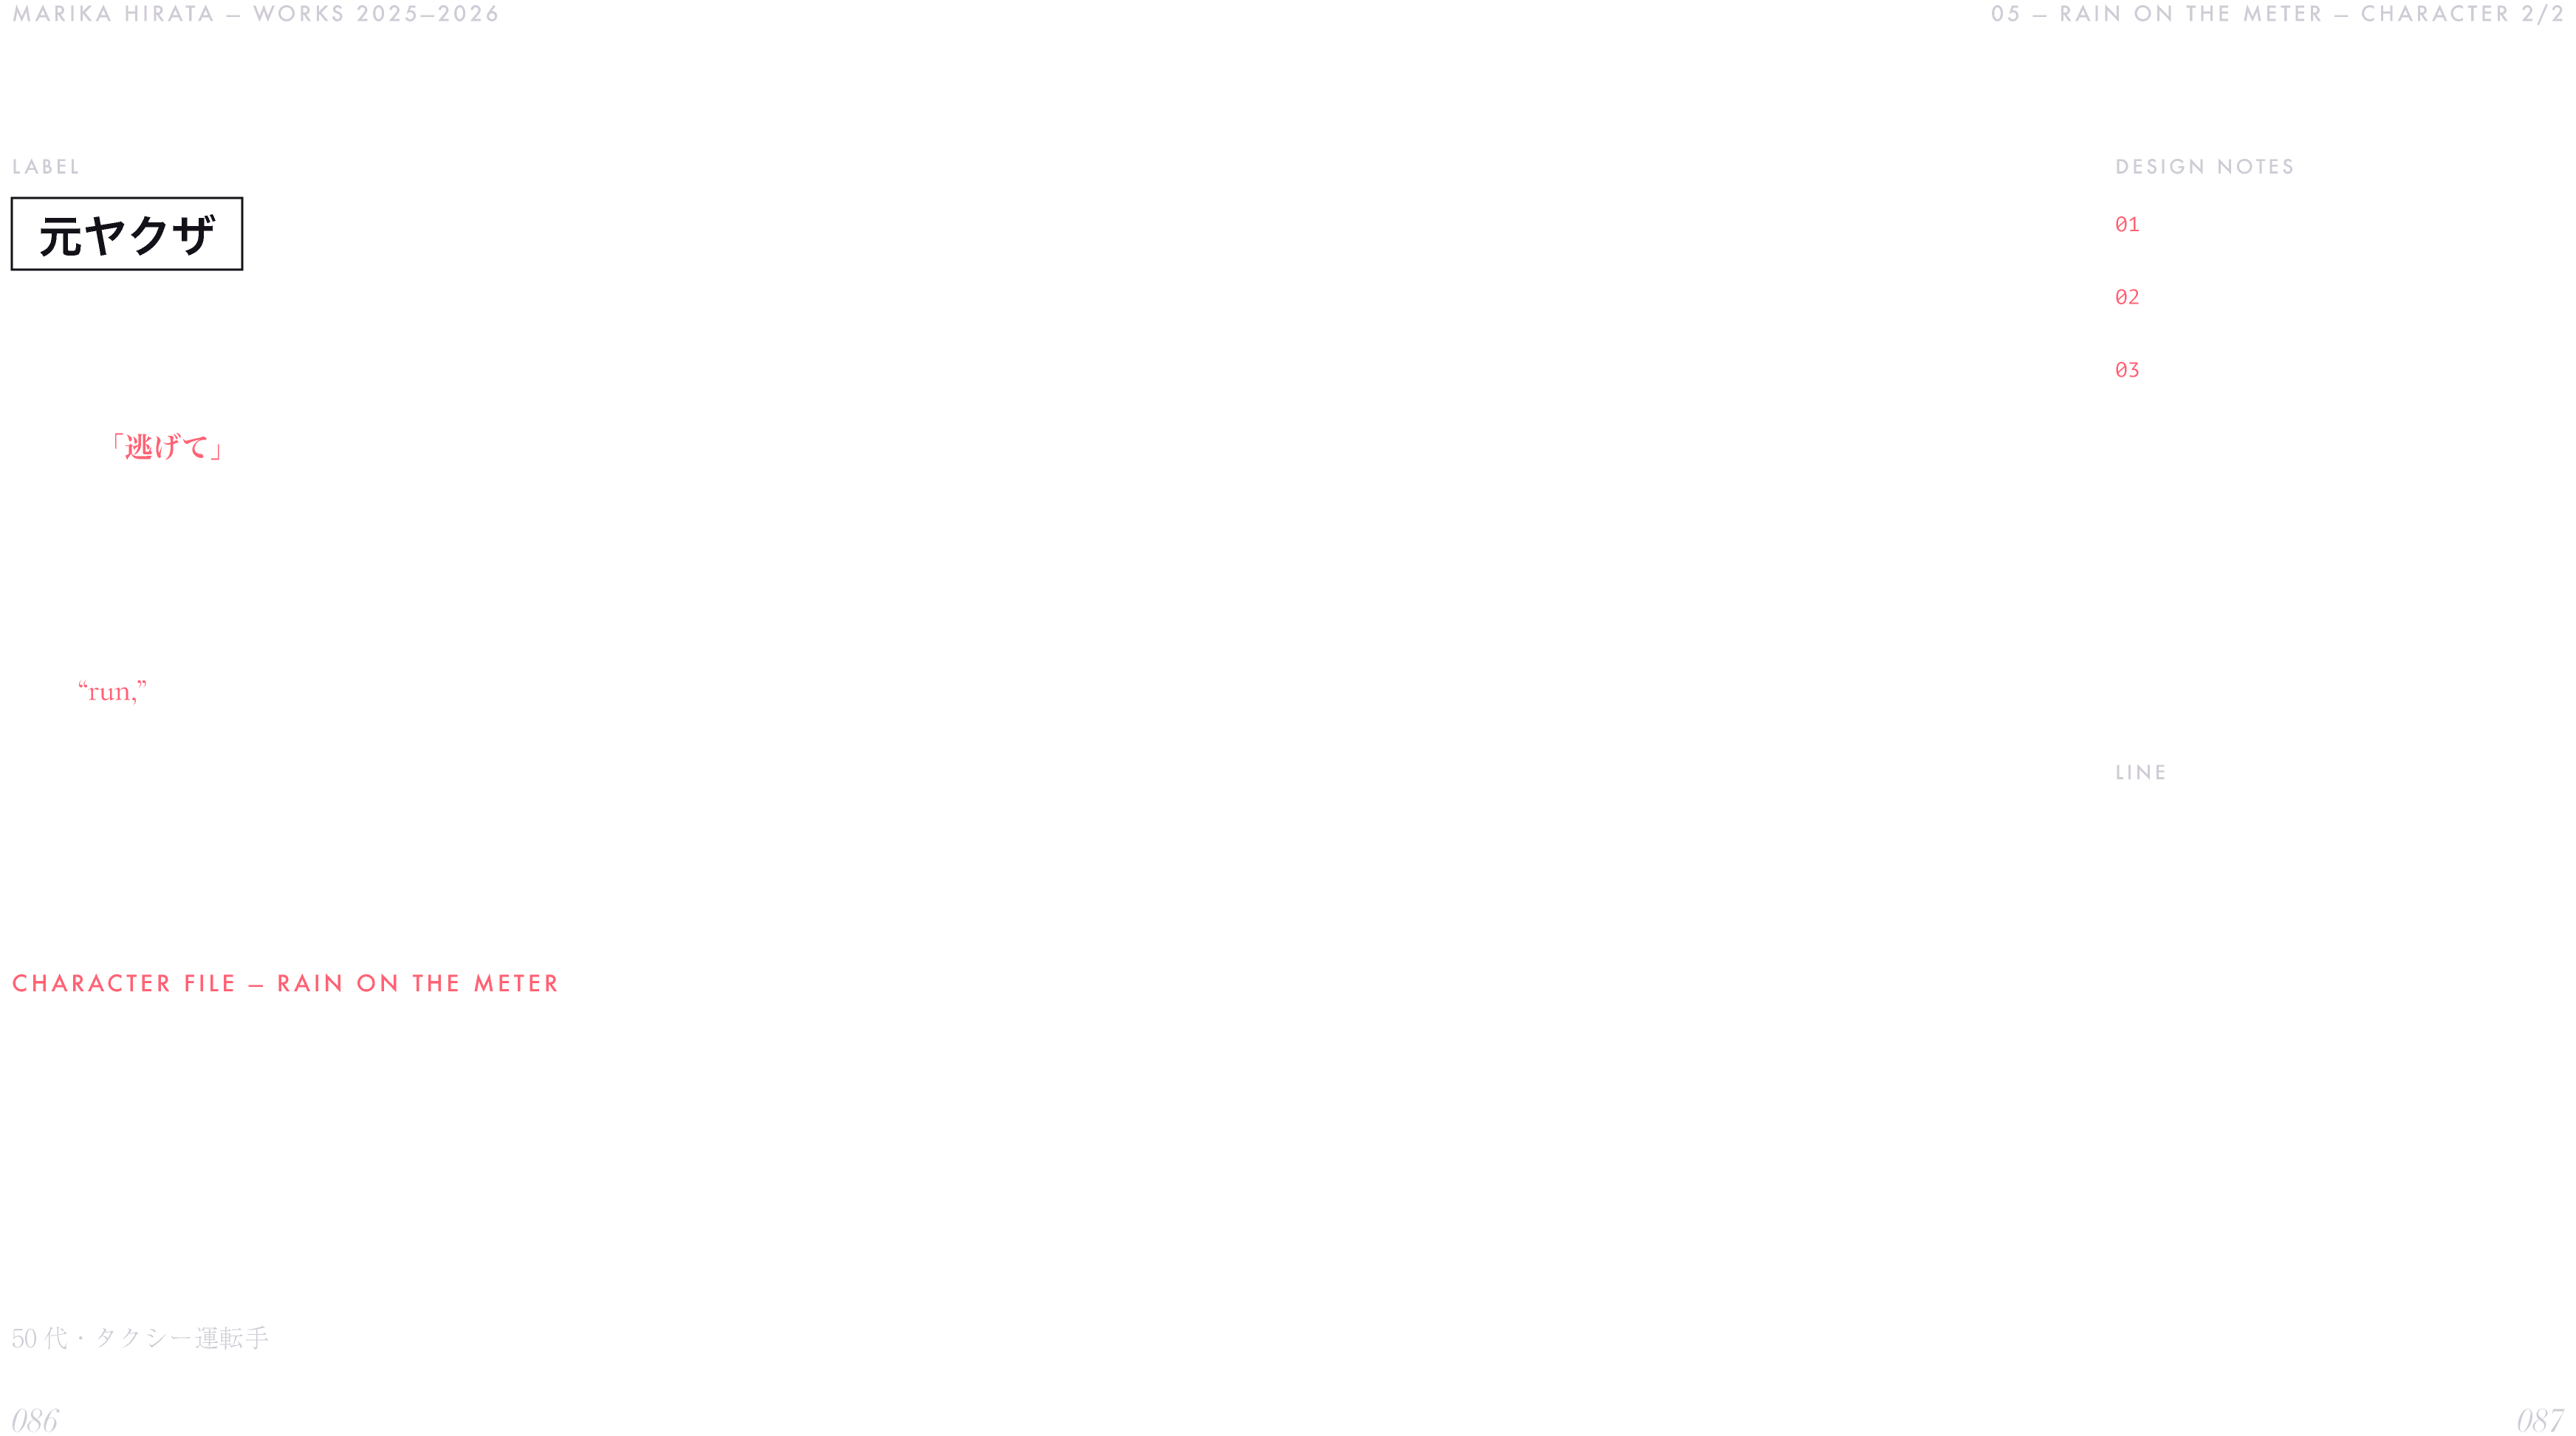 MARIKA HIRATA — WORKS 2025—2026
05 — RAIN ON THE METER — CHARACTER 2/2
LABEL
元ヤクザ
「逃げて」
“run,”
CHARACTER FILE — RAIN ON THE METER
50代・タクシー運転手
086
DESIGN NOTES
01
02
03
LINE
087